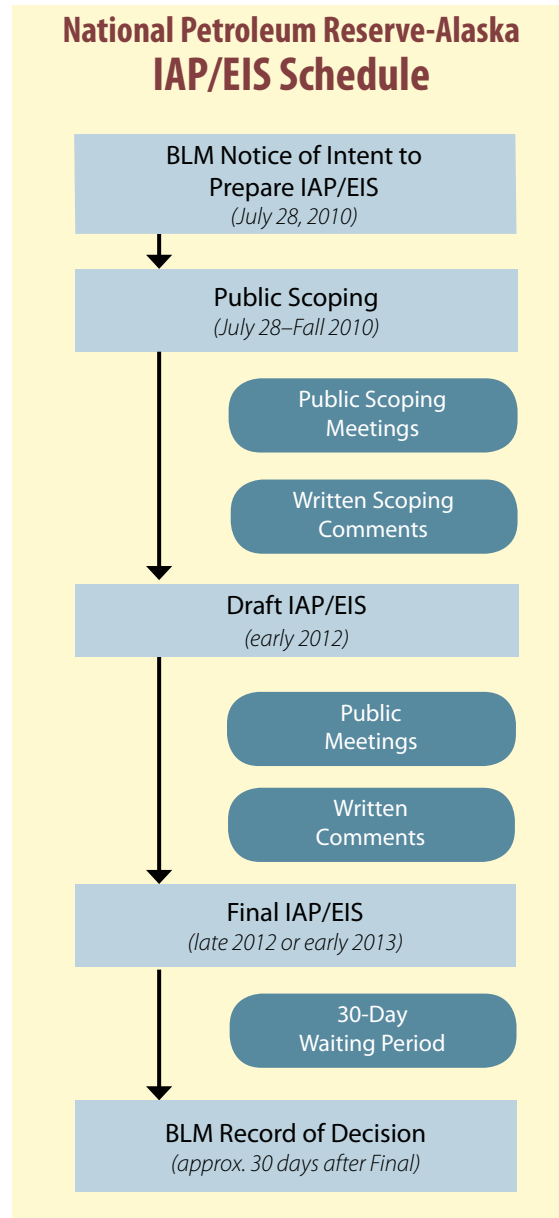 National Petroleum Reserve-Alaska
IAP/EIS Schedule
BLM Notice of Intent to
Prepare IAP/EIS
(July 28, 2010)
Public Scoping
(July 28–Fall 2010)
Public Scoping
Meetings
Written Scoping
Comments
Draft IAP/EIS
(early 2012)
Public
Meetings
Written
Comments
Final IAP/EIS
(late 2012 or early 2013)
30-Day
Waiting Period
BLM Record of Decision
(approx. 30 days after Final)